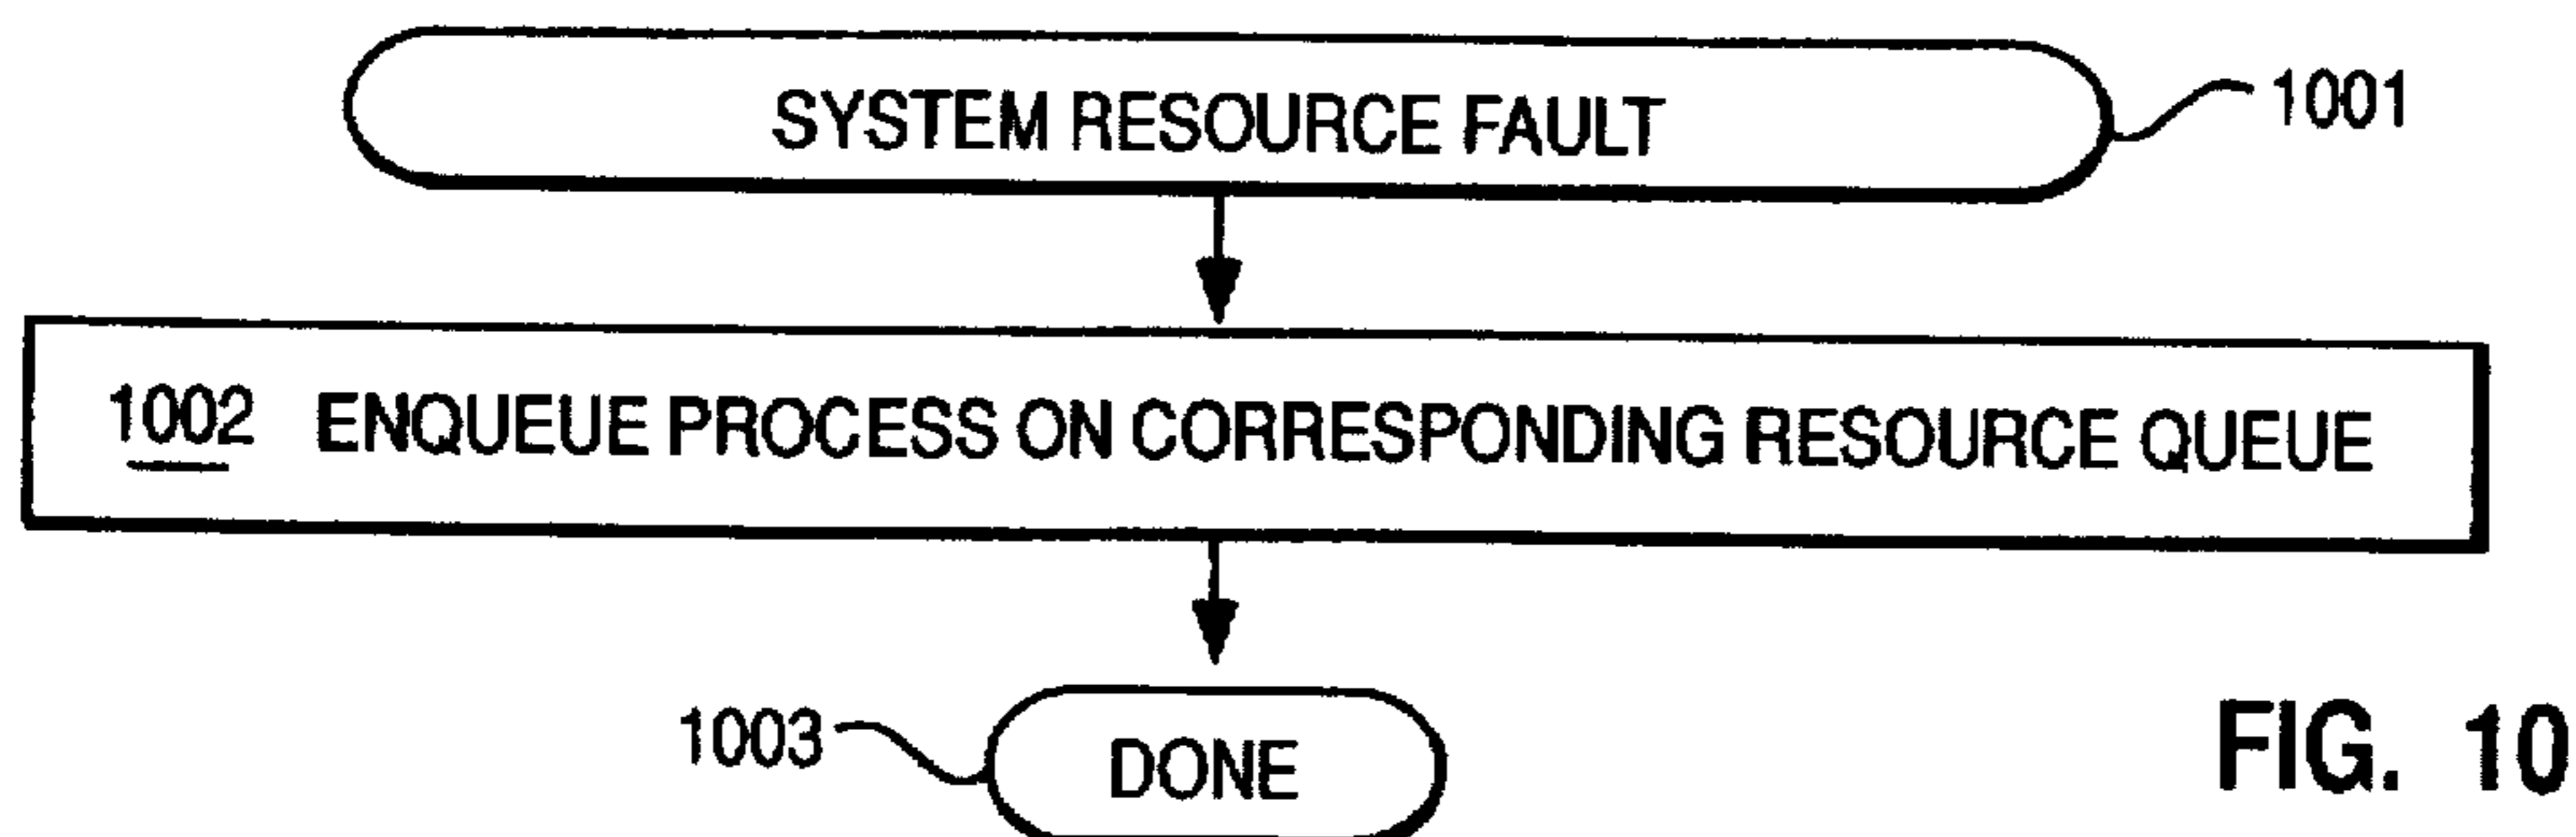 SYSTEM RESOURCE FAULT
1001
1002 ENQUEUE PROCESS ON CORRESPONDING RESOURCE QUEUE
1003
DONE
FIG. 10